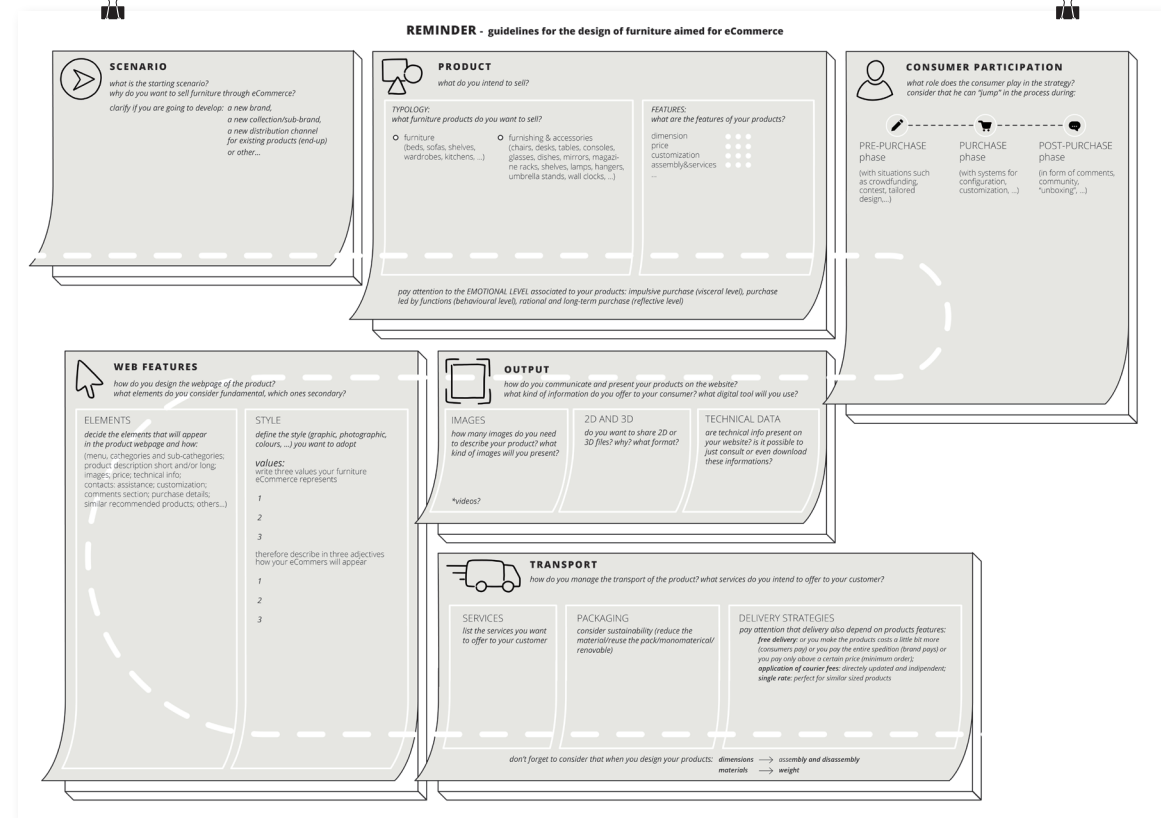 REMINDER - guidelines for the design of furniture aimed for eCommerce
SCENARIO
what is the starting scenario?
why do you want to sell furniture through eCommerce?
clarify if you are going to develop: a new brand,
a new collection/sub-brand,
a new distribution channel
for existing products (end-up)
or other...
PRODUCT
what do you intend to sell?
TYPOLOGY:
what furniture products do you want to sell?
furniture
(beds, sofas, shelves,
wardrobes, kitchens. ...)
furnishing & accessories
(chairs, desks, tables, consoles,
glasses, dishes, mirrors, magazi-
ne racks, shelves, lamps, hangers,
umbrella stands, wall clocks, ...)
FEATURES:
what are the features of your products?
dimension
price
customization
assembly&services
...
pay attention to the EMOTIONAL LEVEL associated to your products: impulsive purchase (visceral level), purchase
led by functions (behavioural level), rational and long-term purchase (reflective level)
CONSUMER PARTICIPATION
what role does the consumer play in the strategy?
consider that he can "jump" in the process during:
PRE-PURCHASE
phase
(with situations such
as crowdfunding,
contest, tailored
design,...)
PURCHASE
phase
(with systems for
configuration,
customization, ...)
POST-PURCHASE
phase
(in form of comments,
community,
"unboxing", ...)
WEB FEATURES
how do you design the webpage of the product?
what elements do you consider fundamental, which ones secondary?
ELEMENTS
decide the elements that will appear
in the product webpage and how:
(menu, cathegories and sub-cathegories;
product description short and/or long;
images; price; technical info;
contacts: assistance; customization;
comments section; purchase details;
similar recommended products; others...)
STYLE
define the style (graphic, photographic,
colours, ...) you want to adopt
values:
write three values your furniture
eCommerce represents
1
2
3
therefore describe in three adjectives
how your eCommers will appear
1
2
3
OUTPUT
how do you communicate and present your products on the website?
what kind of information do you offer to your consumer? what digital tool will you use?
IMAGES
how many images do you need
to describe your product? what
kind of images will you present?
*videos?
2D AND 3D
do you want to share 2D or
3D files? why? what format?
TECHNICAL DATA
are technical info present on
your website? is it possible to
just consult or even download
these informations?
TRANSPORT
how do you manage the transport of the product? what services do you intend to offer to your customer?
SERVICES
list the services you want
to offer to your customer
PACKAGING
consider sustainability (reduce the
material/reuse the pack/monomaterical/
renovable)
DELIVERY STRATEGIES
pay attention that delivery also depend on products features:
free delivery: or you make the products costs a little bit more
(consumers pay) or you pay the entire spedition (brand pays) or
you pay only above a certain price (minimum order);
application of courier fees: directely updated and indipendent;
single rate: perfect for similar sized products
don't forget to consider that when you design your products: dimensions → assembly and disassembly
materials → weight